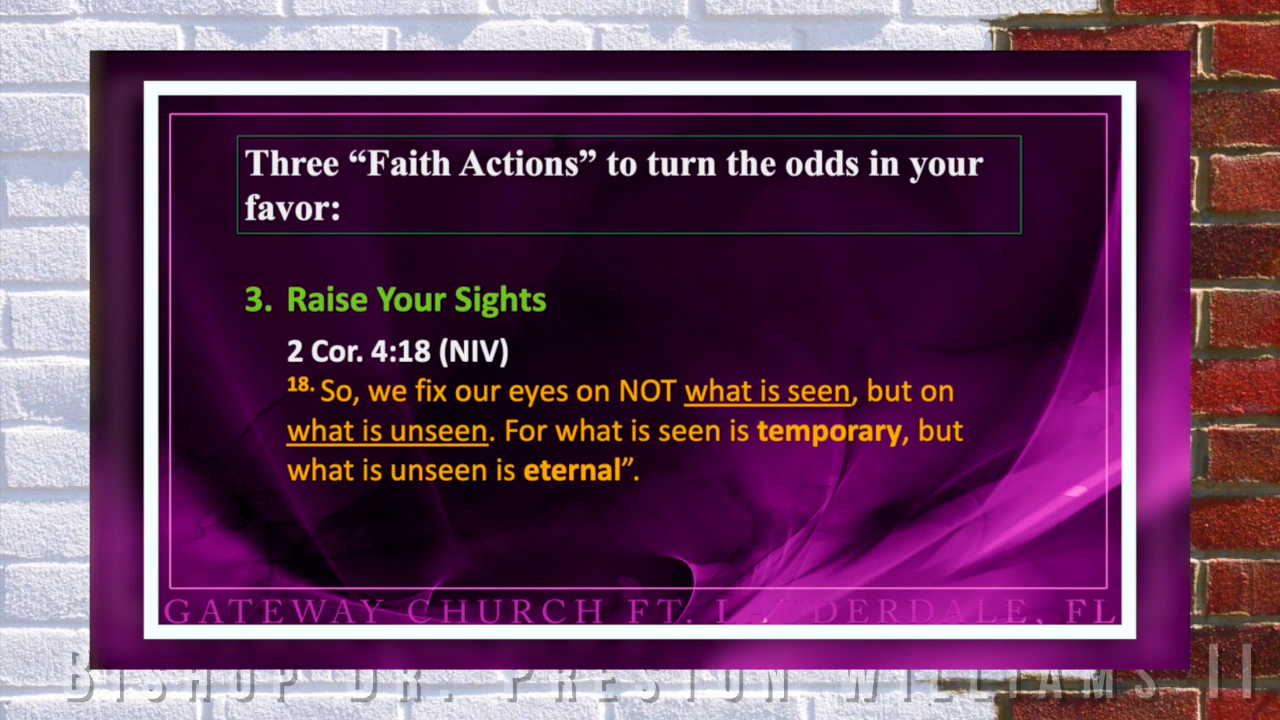 Three “Faith Actions” to turn the odds in your
favor:
3. Raise Your Sights
2 Cor. 4:18 (NIV)
18. So, we fix our eyes on NOT what is seen, but on
what is unseen. For what is seen is temporary, but
what is unseen is eternal”.
GATEWAY CHURCH FT. LAUDERDALE, FL
BISHOP DR. PRESTON WILLIAMS II